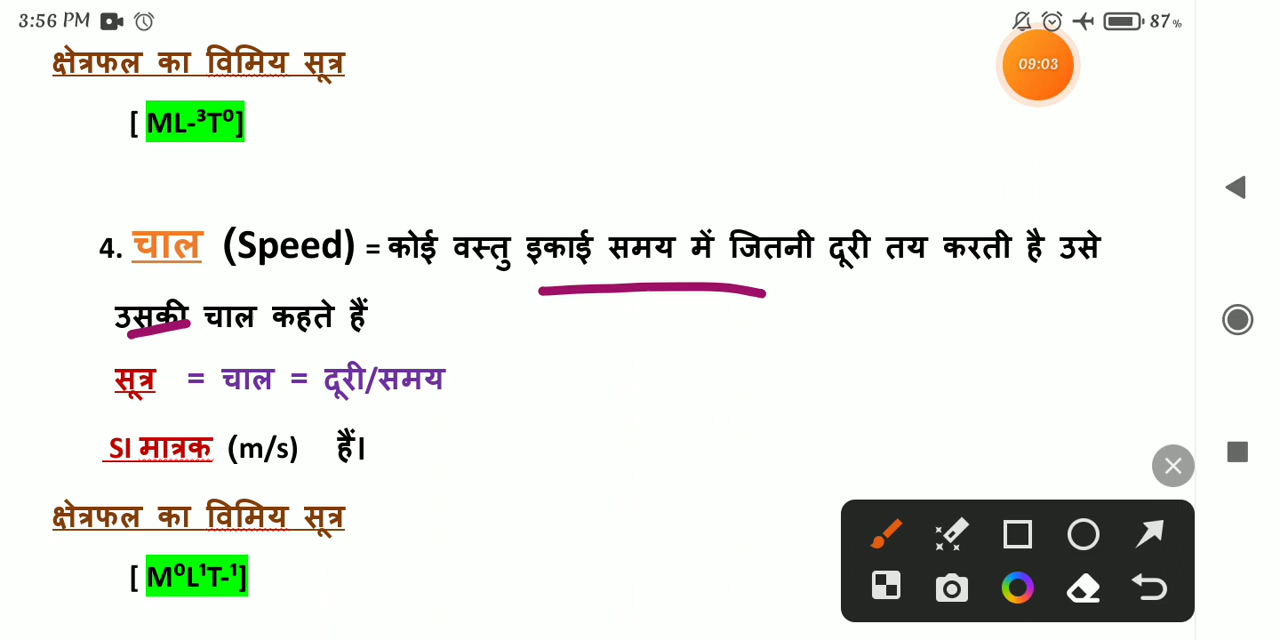 3:56 PM
87%
09:03
क्षेत्रफल का विमिय सूत्र
[ ML-³T⁰]
4. चाल (Speed) = कोई वस्तु इकाई समय में जितनी दूरी तय करती है उसे
उसकी चाल कहते हैं
सूत्र = चाल = दूरी/समय
SI मात्रक (m/s) हैं।
क्षेत्रफल का विमिय सूत्र
[ M⁰L¹T-¹]